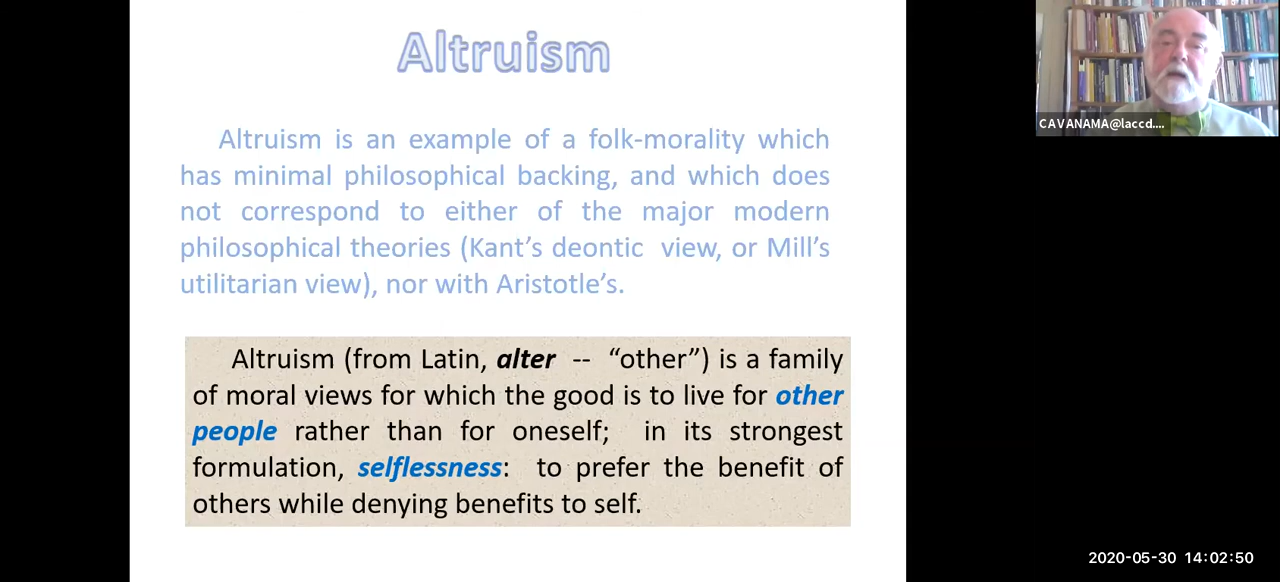 Altruism
Altruism is an example of a folk-morality which
has minimal philosophical backing, and which does
not correspond to either of the major modern
philosophical theories (Kant’s deontic view, or Mill’s
utilitarian view), nor with Aristotle’s.
Altruism (from Latin, alter -- “other”) is a family
of moral views for which the good is to live for other
people rather than for oneself; in its strongest
formulation, selflessness: to prefer the benefit of
others while denying benefits to self.
CAVANAMA@laccd....
2020-05-30 14:02:50